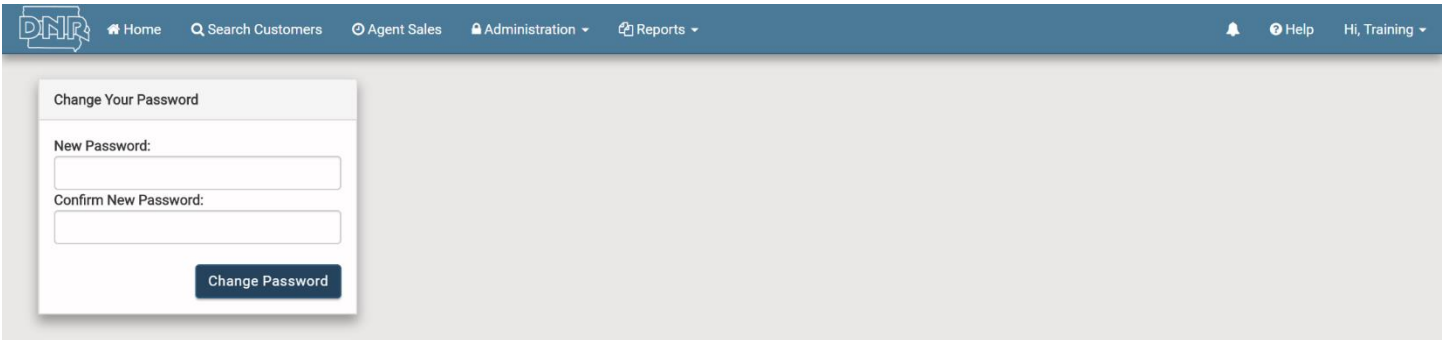 DNR Home Search Customers Agent Sales Administration Reports Help Hi, Training
Change Your Password
New Password:
Confirm New Password:
Change Password